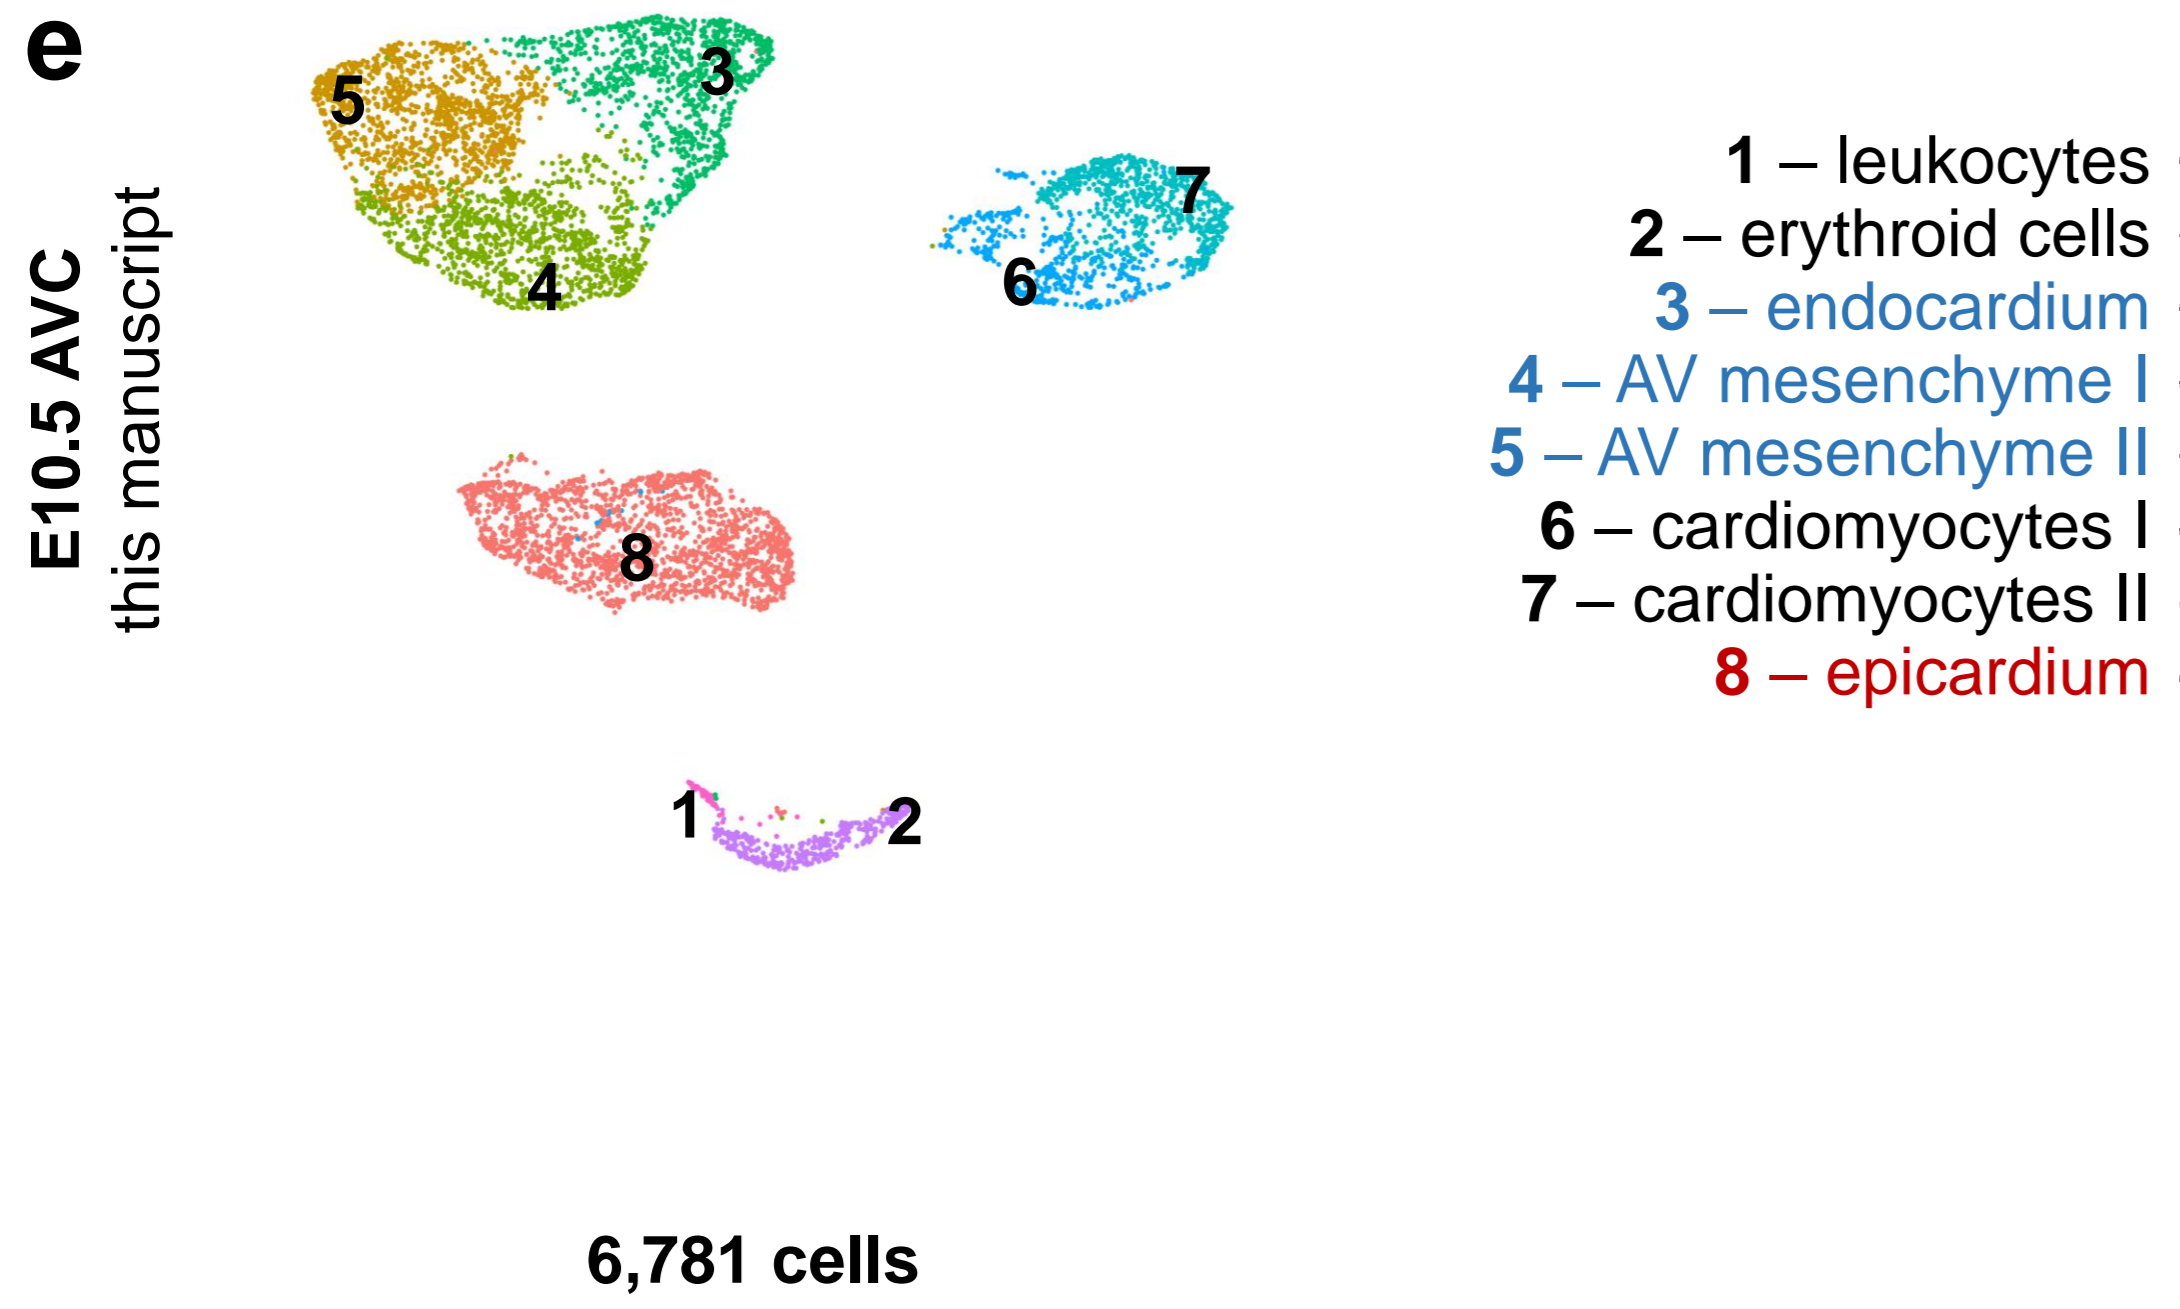 e
E10.5 AVC
this manuscript
5
3
4
7
6
8
1
2
6,781 cells
1 – leukocytes
2 – erythroid cells
3 – endocardium
4 – AV mesenchyme I
5 – AV mesenchyme II
6 – cardiomyocytes I
7 – cardiomyocytes II
8 – epicardium